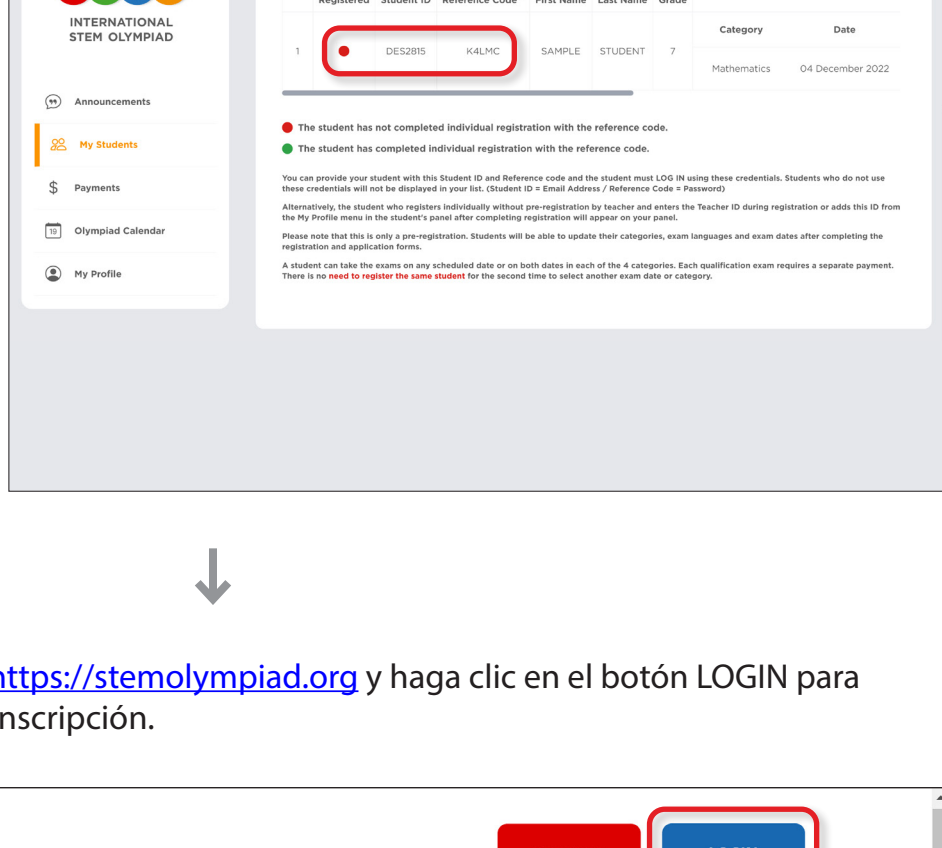 Registered Student ID Reference Code First Name Last Name Grade
INTERNATIONAL
STEM OLYMPIAD
Category Date
1 DES2815 K4LMC SAMPLE STUDENT 7
Mathematics 04 December 2022
Announcements
My Students
$ Payments
19 Olympiad Calendar
My Profile
The student has not completed individual registration with the reference code.
The student has completed individual registration with the reference code.
You can provide your student with this Student ID and Reference code and the student must LOG IN using these credentials. Students who do not use
these credentials will not be displayed in your list. (Student ID = Email Address / Reference Code = Password)
Alternatively, the student who registers individually without pre-registration by teacher and enters the Teacher ID during registration or adds this ID from
the My Profile menu in the student's panel after completing registration will appear on your panel.
Please note that this is only a pre-registration. Students will be able to update their categories, exam languages and exam dates after completing the
registration and application forms.
A student can take the exams on any scheduled date or on both dates in each of the 4 categories. Each qualification exam requires a separate payment.
There is no need to register the same student for the second time to select another exam date or category.
https://stemolympiad.org y haga clic en el botón LOGIN para
nscripción.
LOGIN